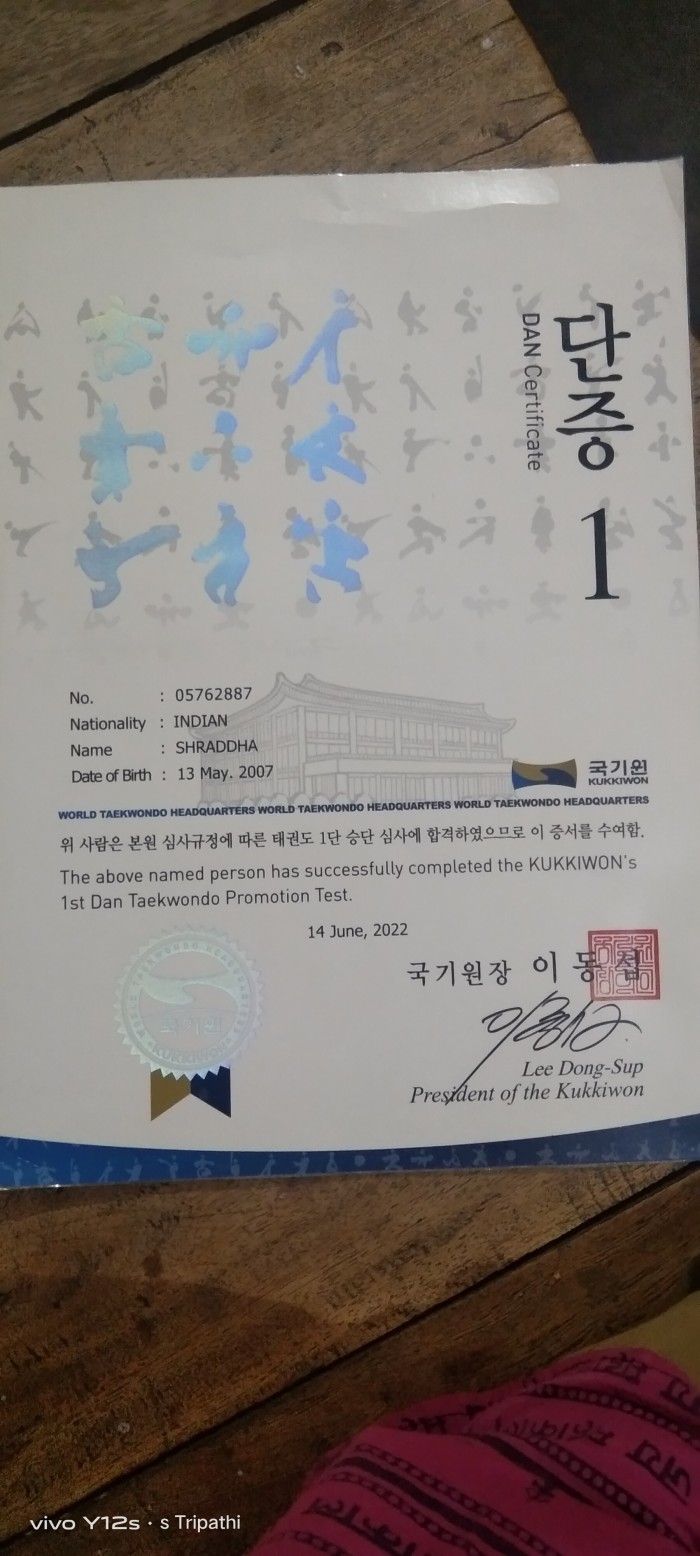 단증
DAN Certificate
1
No. : 05762887
Nationality : INDIAN
Name : SHRADDHA
Date of Birth : 13 May. 2007
국기원
KUKKIWON
WORLD TAEKWONDO HEADQUARTERS WORLD TAEKWONDO HEADQUARTERS WORLD TAEKWONDO HEADQUARTERS
위 사람은 본원 심사규정에 따른 태권도 1단 승단 심사에 합격하였으므로 이 증서를 수여함.
The above named person has successfully completed the KUKKIWON's
1st Dan Taekwondo Promotion Test.
14 June, 2022
국기원장 이동섭
KUKKIWON
Lee Dong-Sup
President of the Kukkiwon
vivo Y12s · s Tripathi